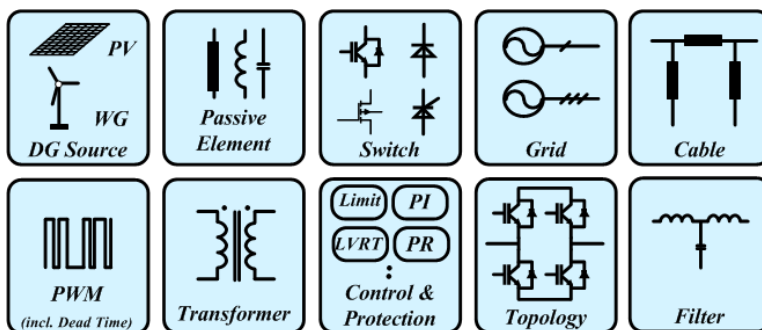 PV
WG
DG Source
Passive
Element
Switch
Grid
Cable
PWM
(incl. Dead Time)
Transformer
Limit PI
LVRT PR
:
Control &
Protection
Topology
Filter